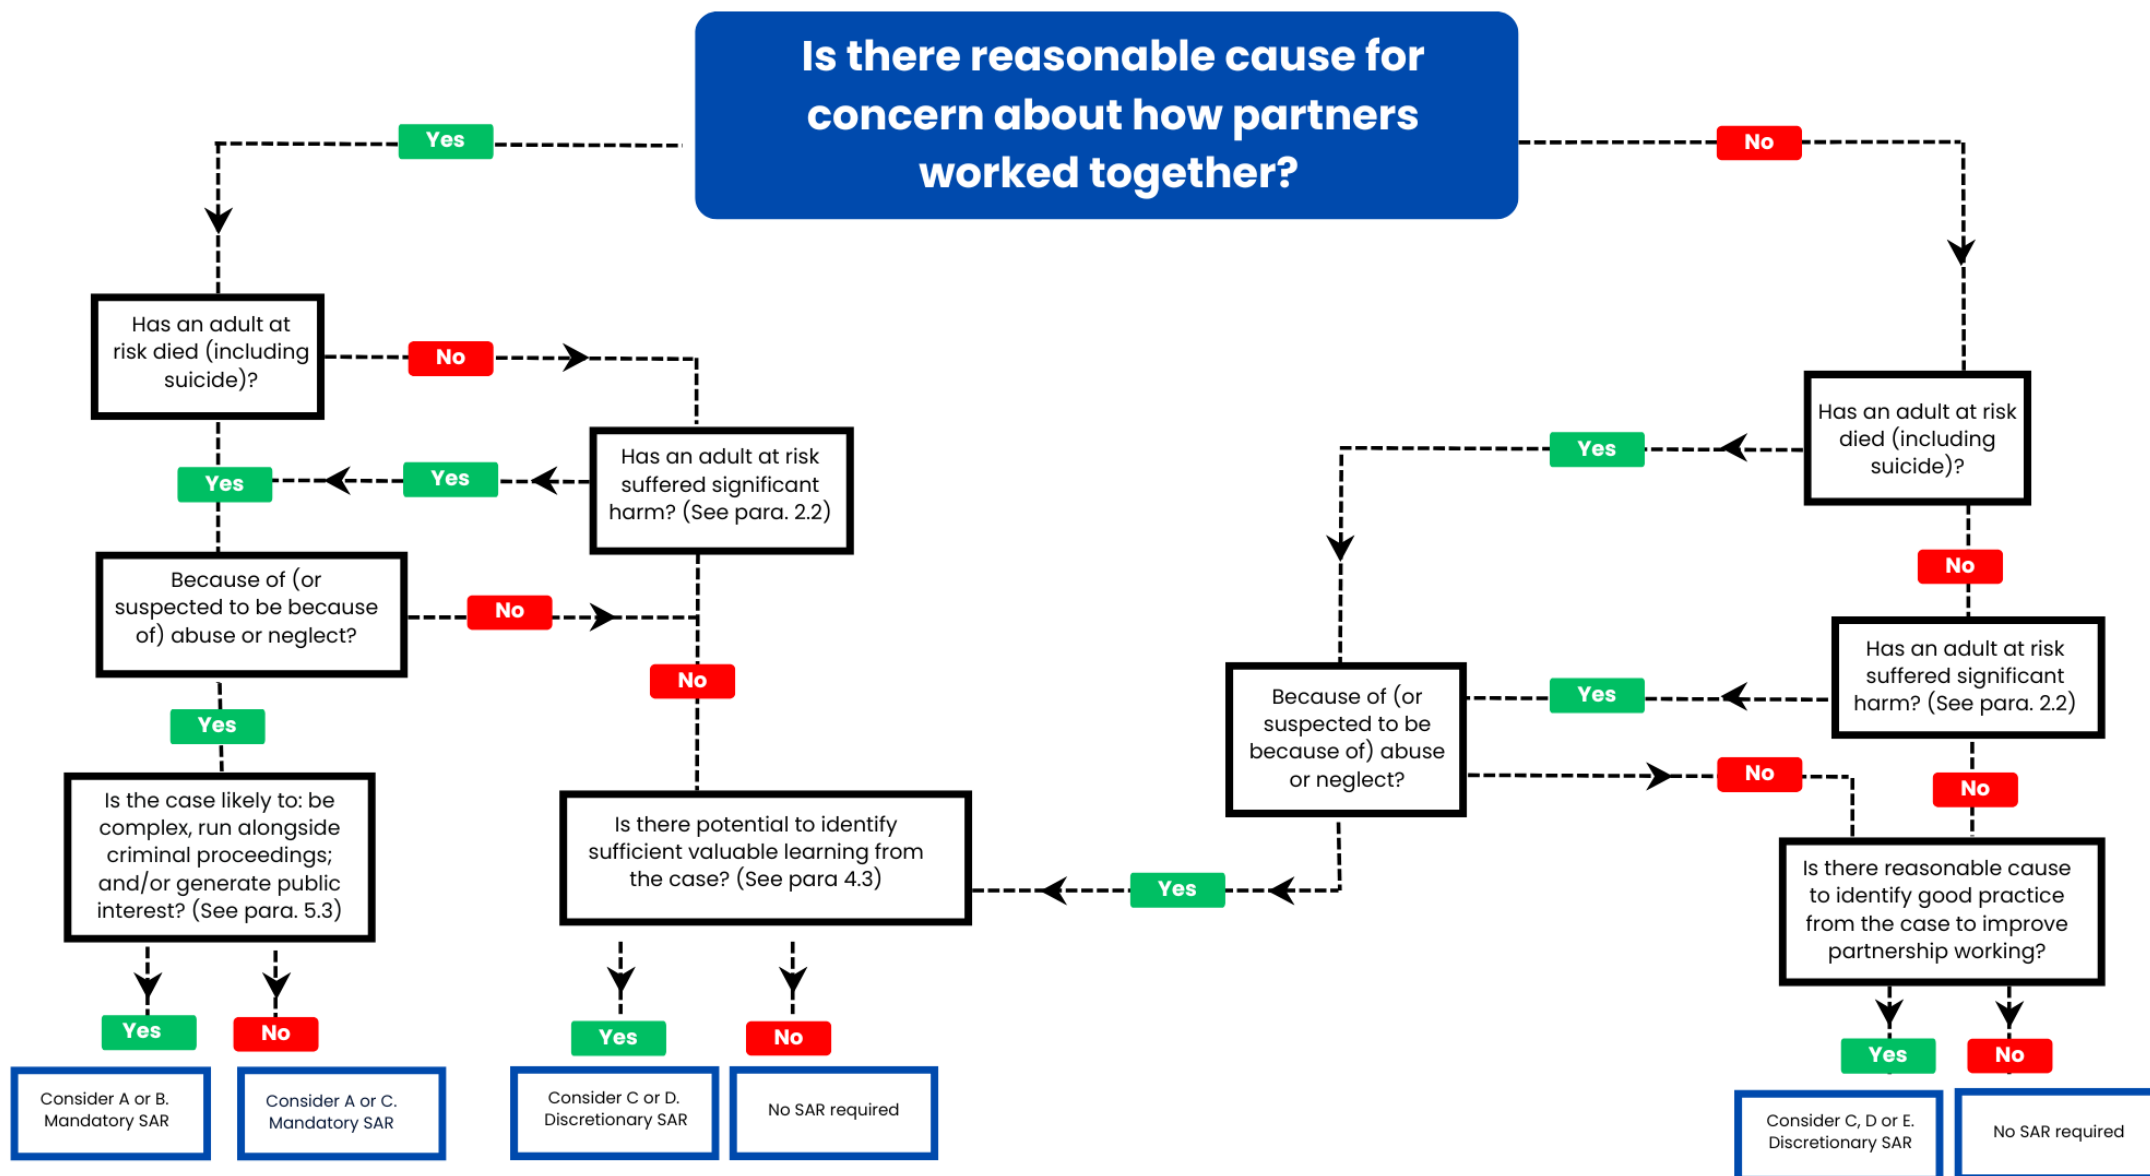 Is there reasonable cause for
concern about how partners
worked together?
Yes
No
Has an adult at
risk died (including
suicide)?
No
Has an adult at risk
died (including
suicide)?
Yes
Has an adult at risk
suffered significant
harm? (See para. 2.2)
Yes
Yes
No
Because of (or
suspected to be because
of) abuse or neglect?
No
No
Has an adult at risk
suffered significant
harm? (See para. 2.2)
Yes
Because of (or
suspected to be
because of) abuse
or neglect?
Yes
No
No
Is the case likely to: be
complex, run alongside
criminal proceedings;
and/or generate public
interest? (See para. 5.3)
Is there potential to identify
sufficient valuable learning from
the case? (See para 4.3)
Yes
Is there reasonable cause
to identify good practice
from the case to improve
partnership working?
Yes
No
Yes
No
Yes
No
Consider A or B.
Mandatory SAR
Consider A or C.
Mandatory SAR
Consider C or D.
Discretionary SAR
No SAR required
Consider C, D or E.
Discretionary SAR
No SAR required